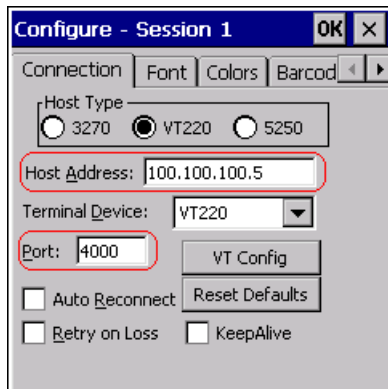 Configure - Session 1 OK ×
Connection Font Colors Barcod
Host Type
3270 VT220 5250
Host Address: 100.100.100.5
Terminal Device: VT220
Port: 4000 VT Config
Auto Reconnect Reset Defaults
Retry on Loss KeepAlive